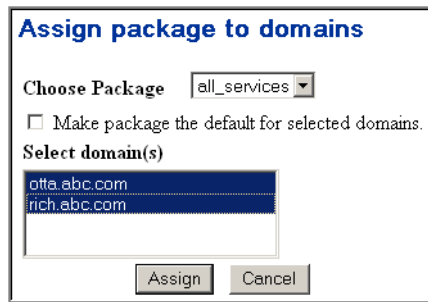 Assign package to domains
Choose Package all_services
Make package the default for selected domains.
Select domain(s)
otta.abc.com
rich.abc.com
Assign Cancel